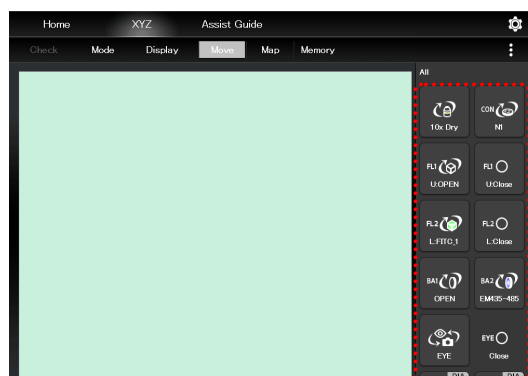 Home XYZ Assist Guide
Check Mode Display Move Map Memory
All
10x Dry
CON
N1
FL1
U:OPEN
FL1
U:Close
FL2
L:FITC_1
FL2
L:Close
BA1
OPEN
BA2
EM435-485
EYE
EYE
Close